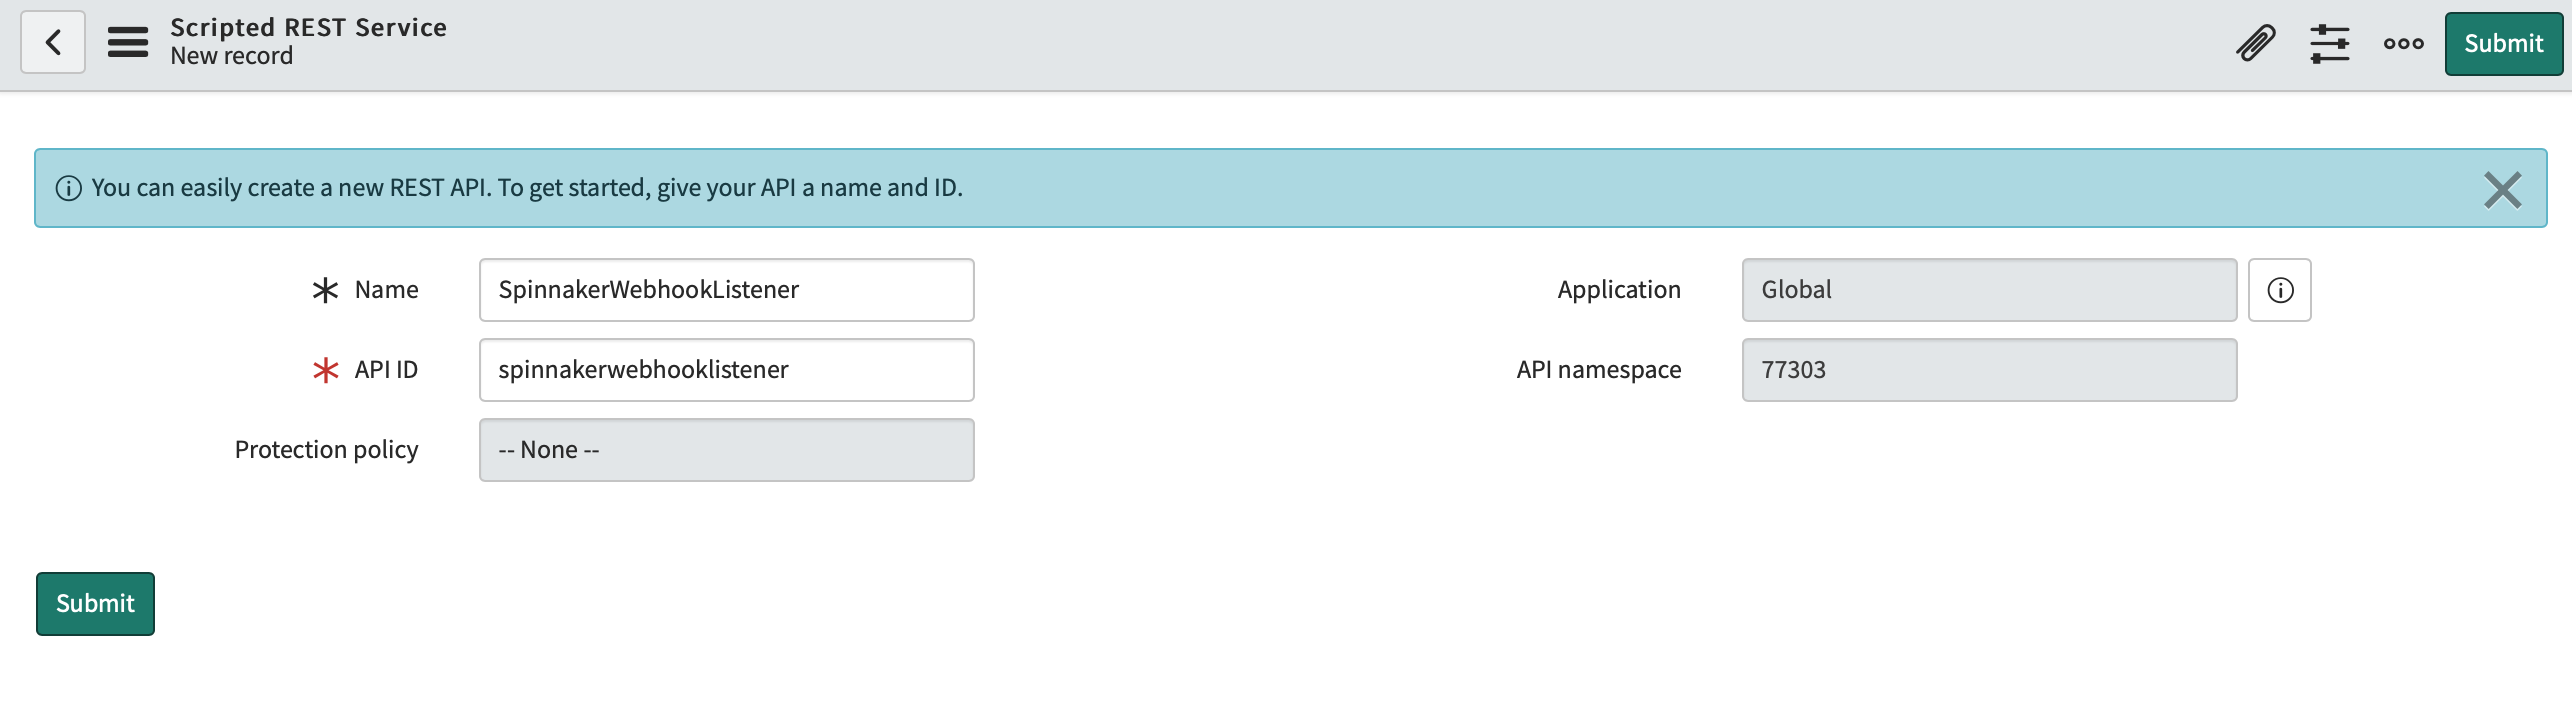 Scripted REST Service
New record
Submit
You can easily create a new REST API. To get started, give your API a name and ID.
Name
SpinnakerWebhookListener
Application
Global
API ID
spinnakerwebhooklistener
API namespace
77303
Protection policy
-- None --
Submit